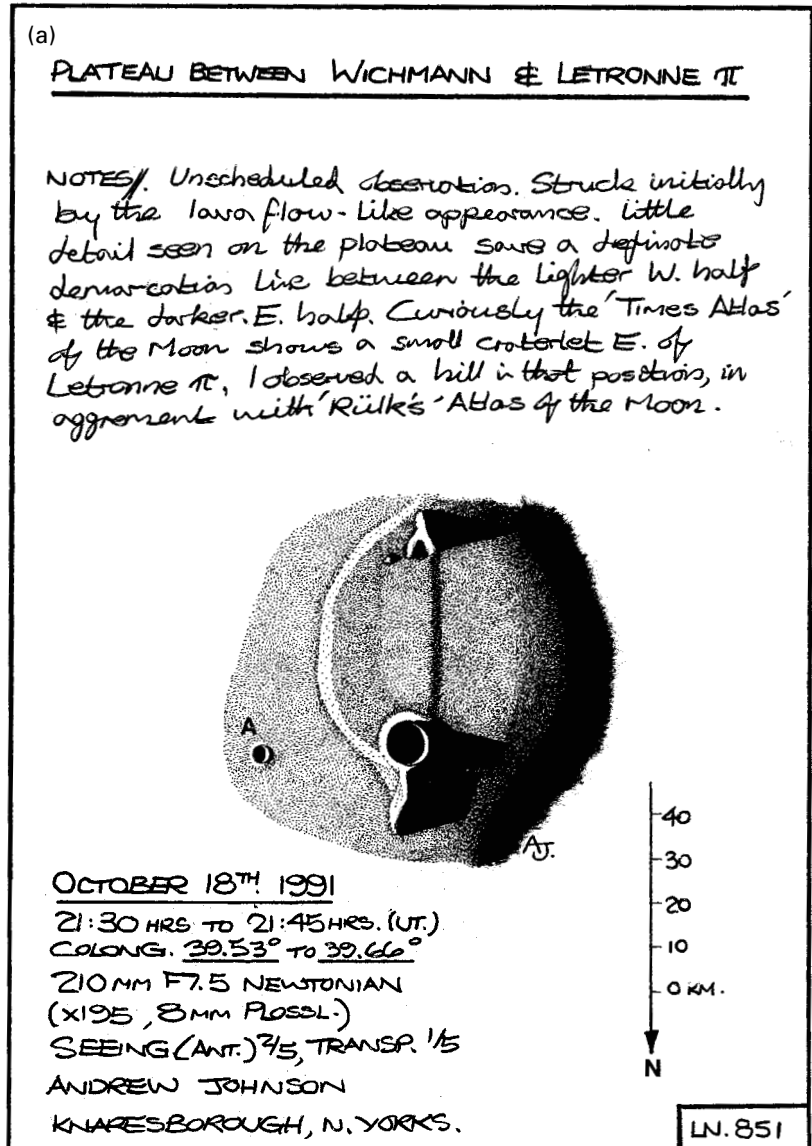 (a)
PLATEAU BETWEEN WICHMANN & LETRONNE π
NOTES//. Unscheduled observation. Struck initially
by the lava flow-like appearance. Little
detail seen on the plateau save a definate
demarcation line between the lighter W. half
& the darker. E. half. Curiously the 'Times Atlas'
of the Moon shows a small craterlet E. of
Letronne π, I observed a hill in that position, in
aggrement with 'Rülk's' Atlas of the Moon.
A
AJ.
40
30
20
10
0 KM.
N
OCTOBER 18TH. 1991
21:30 HRS TO 21:45 HRS. (UT.)
COLONG. 39.53° TO 39.66°
210 MM F7.5 NEWTONIAN
(x195, 8MM PLOSSL.)
SEEING (ANT.) 2/5, TRANSP. 1/5
ANDREW JOHNSON
KNARESBOROUGH, N. YORKS.
LN. 851